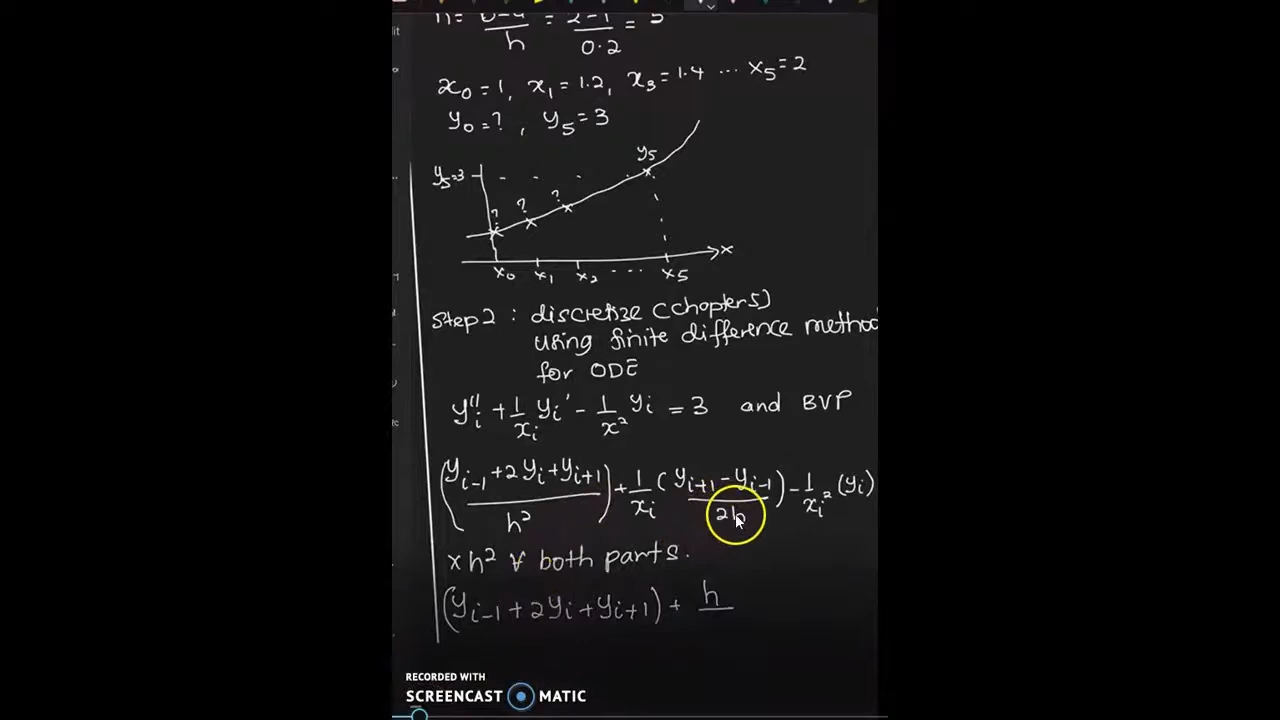 = 2-1/0.2 = 5
x₀=1, x₁=1.2, x₃=1.4 ... x₅=2
y₀=?, y₅=3
y₅
y₅=3
? ? ?
x
x₀ x₁ x₂ ... x₅
Step 2 : discretize (chapter 5)
using finite difference method
for ODE
yᵢ" + 1/xᵢ yᵢ' - 1/x² yᵢ = 3 and BVP
(yᵢ₋₁+2yᵢ+yᵢ₊₁/h²) + 1/xᵢ (yᵢ₊₁-yᵢ₋₁/2h) - 1/xᵢ² (yᵢ)
x h² ∀ both parts.
(yᵢ₋₁+2yᵢ+yᵢ₊₁) + h
RECORDED WITH
SCREENCAST MATIC